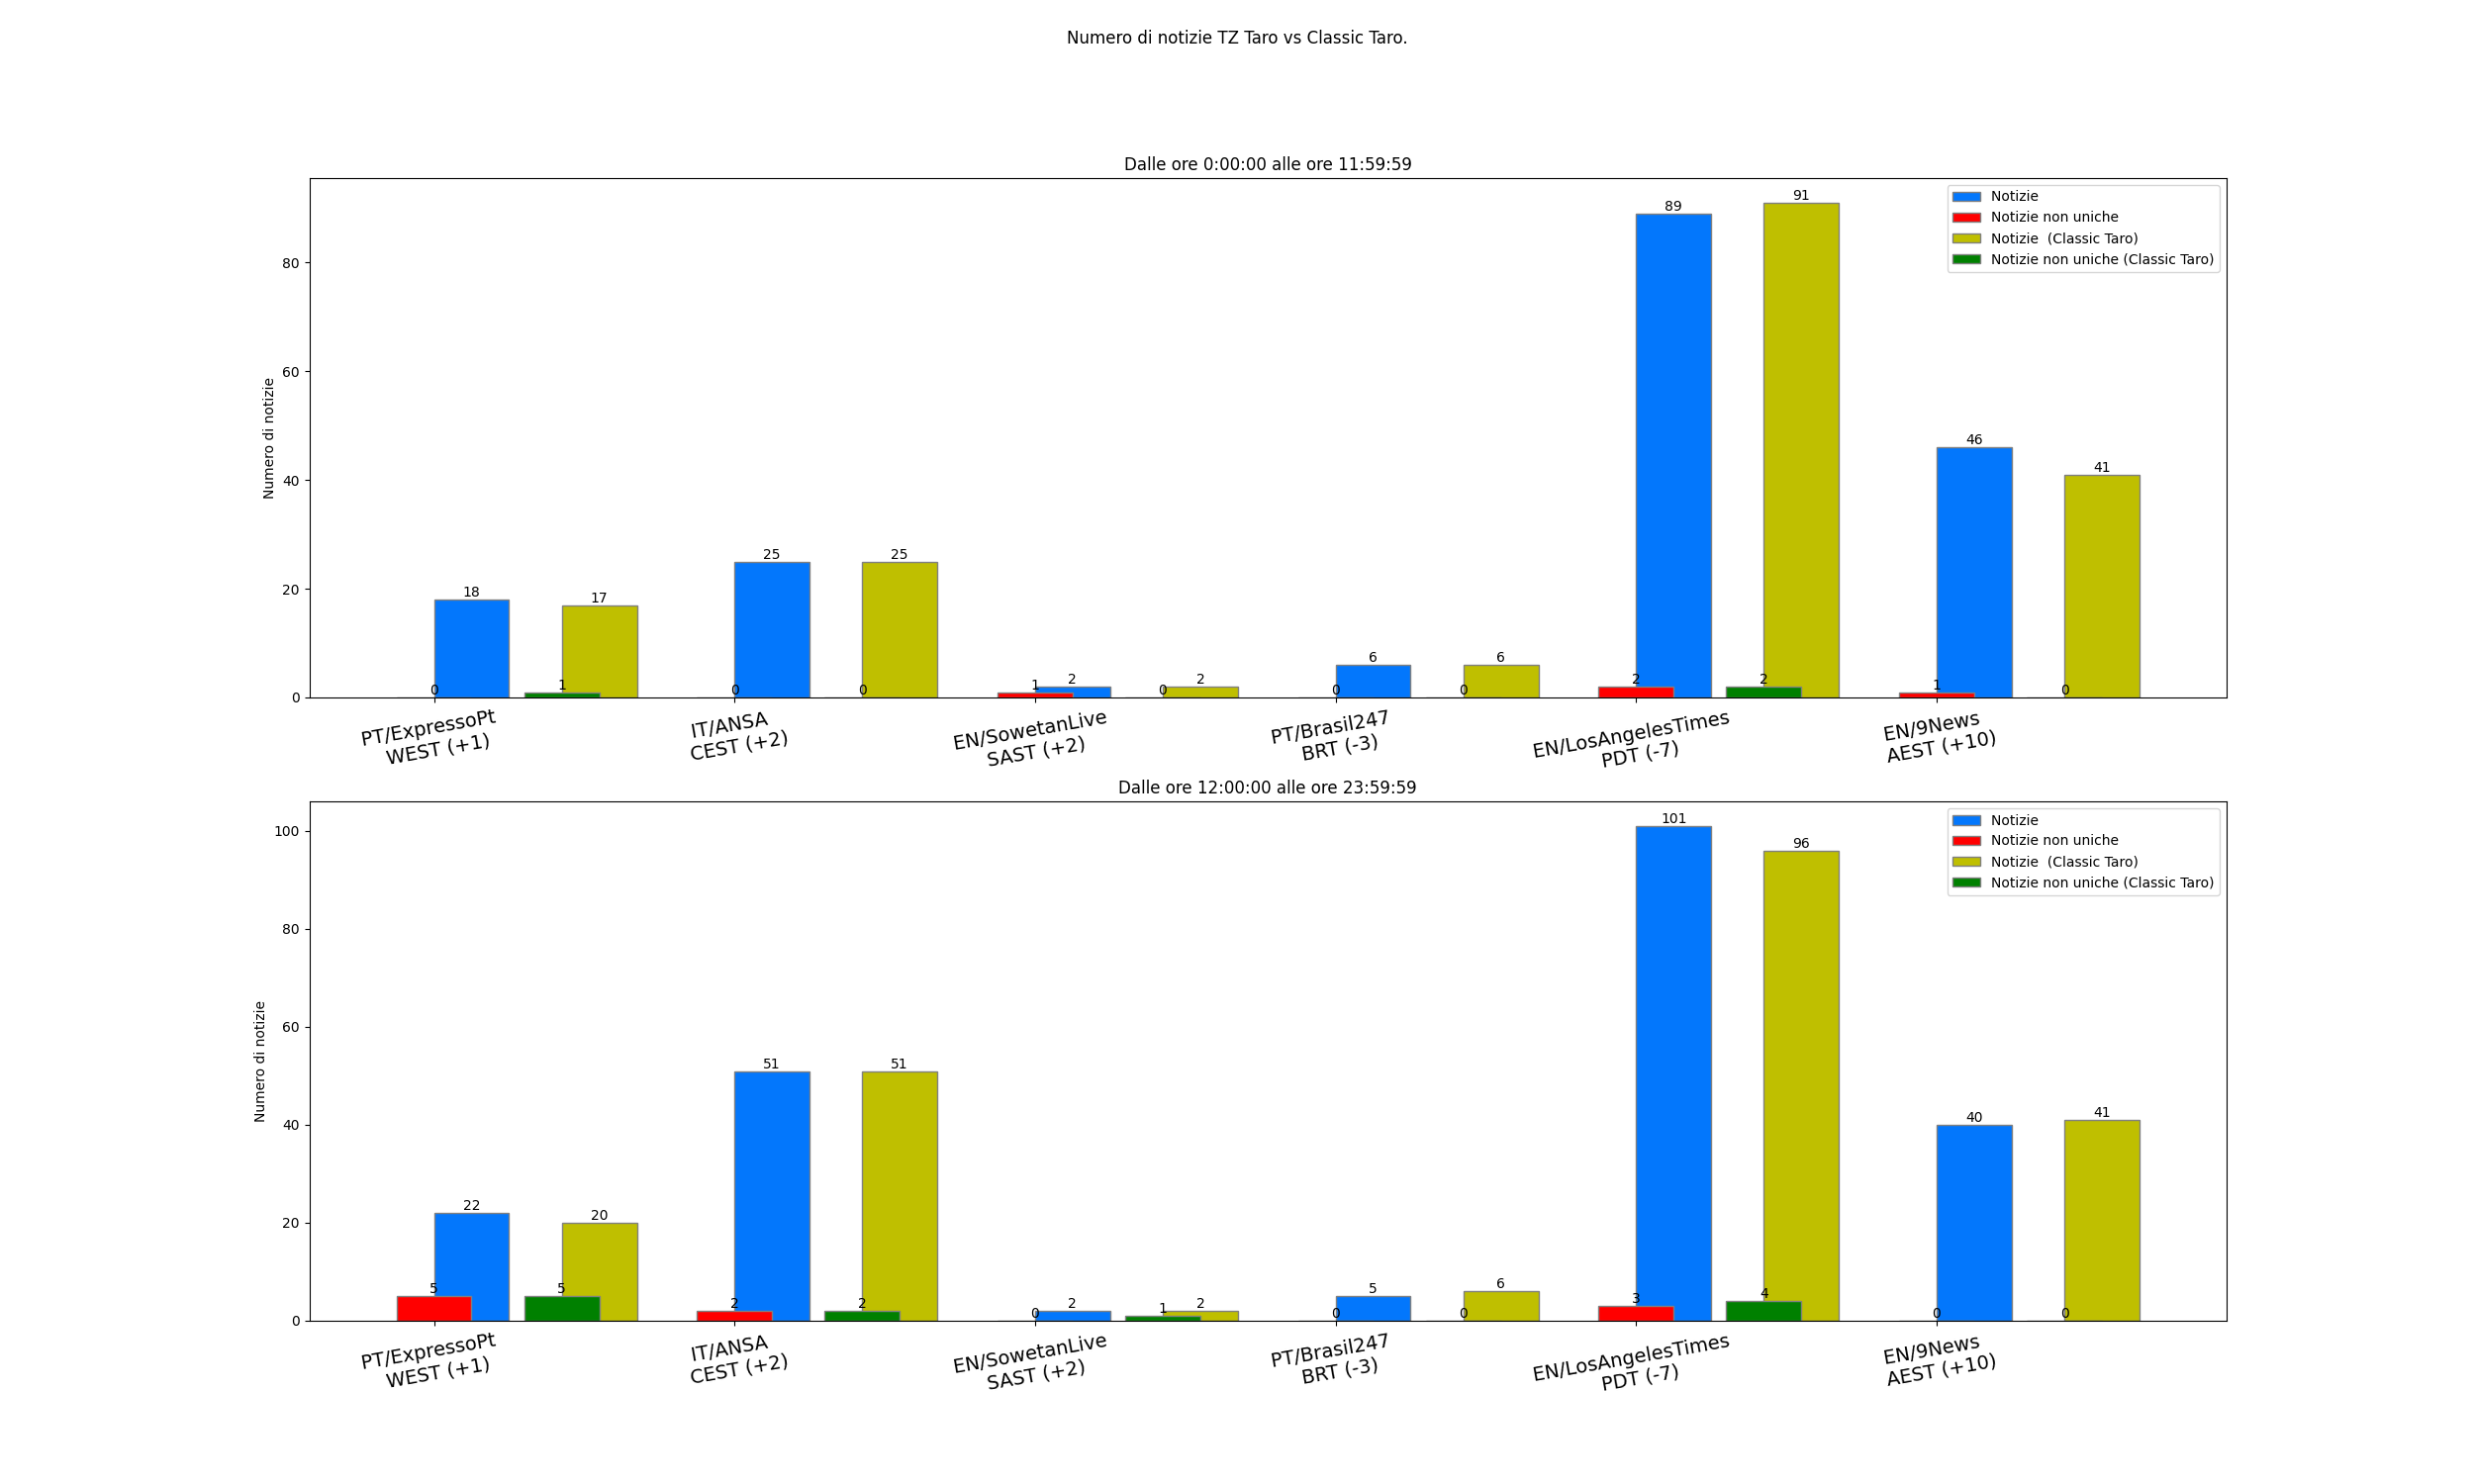 Numero di notizie TZ Taro vs Classic Taro.
Dalle ore 0:00:00 alle ore 11:59:59
Numero di notizie
80
60
40
20
0
Notizie
Notizie non uniche
Notizie  (Classic Taro)
Notizie non uniche (Classic Taro)
0 18 1 17 0 25 0 25 1 2 0 2 0 6 0 6 2 89 2 91 1 46 0 41
PT/ExpressoPt
WEST (+1)
IT/ANSA
CEST (+2)
EN/SowetanLive
SAST (+2)
PT/Brasil247
BRT (-3)
EN/LosAngelesTimes
PDT (-7)
EN/9News
AEST (+10)
Dalle ore 12:00:00 alle ore 23:59:59
Numero di notizie
100
80
60
40
20
0
Notizie
Notizie non uniche
Notizie  (Classic Taro)
Notizie non uniche (Classic Taro)
5 22 5 20 2 51 2 51 0 2 1 2 0 5 0 6 3 101 4 96 0 40 0 41
PT/ExpressoPt
WEST (+1)
IT/ANSA
CEST (+2)
EN/SowetanLive
SAST (+2)
PT/Brasil247
BRT (-3)
EN/LosAngelesTimes
PDT (-7)
EN/9News
AEST (+10)